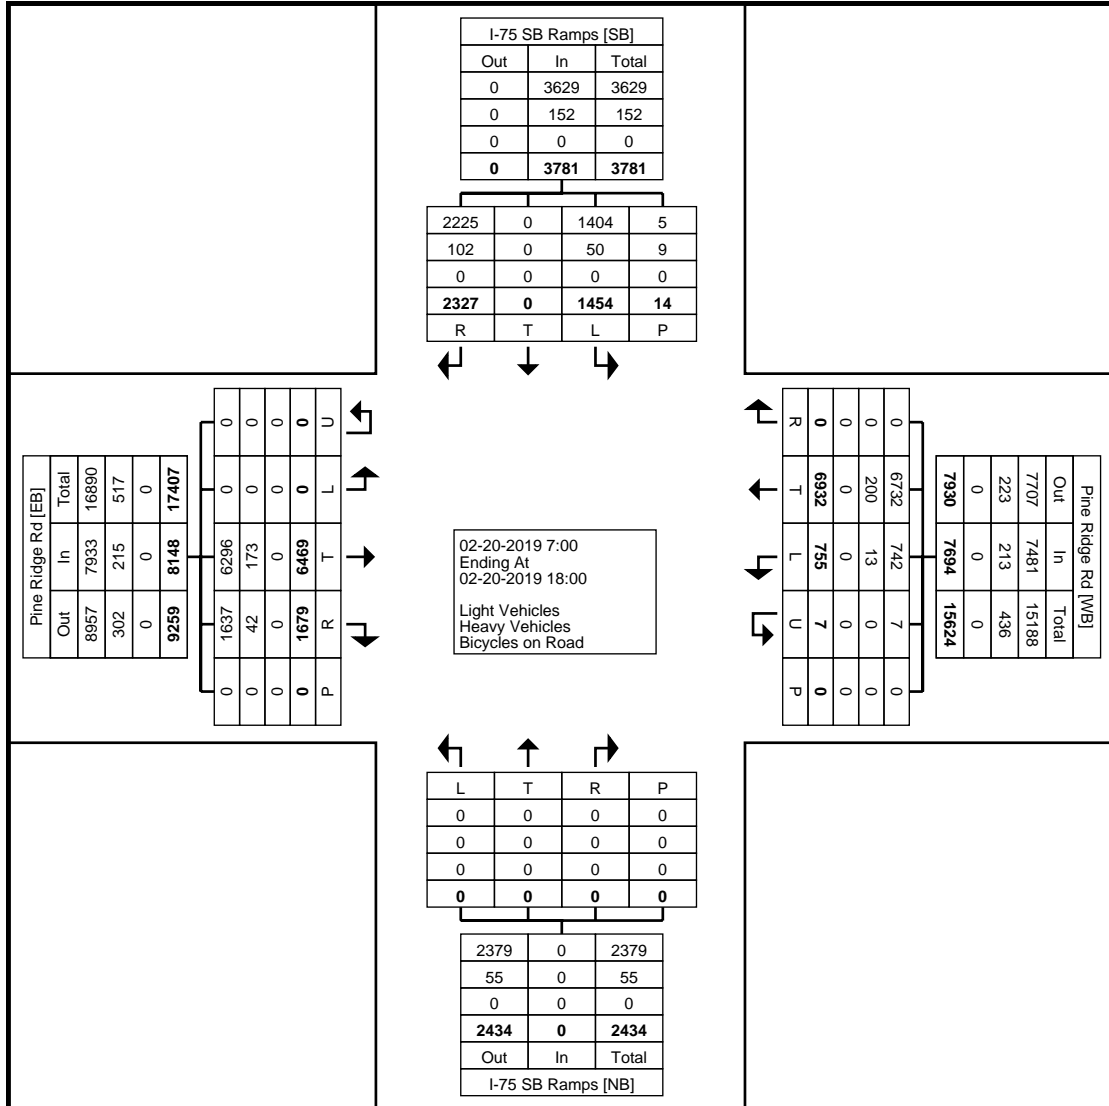 I-75 SB Ramps [SB]
Out In Total
0 3629 3629
0 152 152
0 0 0
0 3781 3781
2225 0 1404 5
102 0 50 9
0 0 0 0
2327 0 1454 14
R T L P
Pine Ridge Rd [EB]
Total In Out
16890 7933 8957
517 215 302
0 0 0
17407 8148 9259
0 0 6296 1637 0
0 0 173 42 0
0 0 0 0 0
0 0 6469 1679 0
U L T R P
02-20-2019 7:00
Ending At
02-20-2019 18:00
Light Vehicles
Heavy Vehicles
Bicycles on Road
Pine Ridge Rd [WB]
Out In Total
7707 7481 15188
223 213 436
0 0 0
7930 7694 15624
0 6732 742 7 0
0 200 13 0 0
0 0 0 0 0
0 6932 755 7 0
R T L U P
L T R P
0 0 0 0
0 0 0 0
0 0 0 0
0 0 0 0
2379 0 2379
55 0 55
0 0 0
2434 0 2434
Out In Total
I-75 SB Ramps [NB]